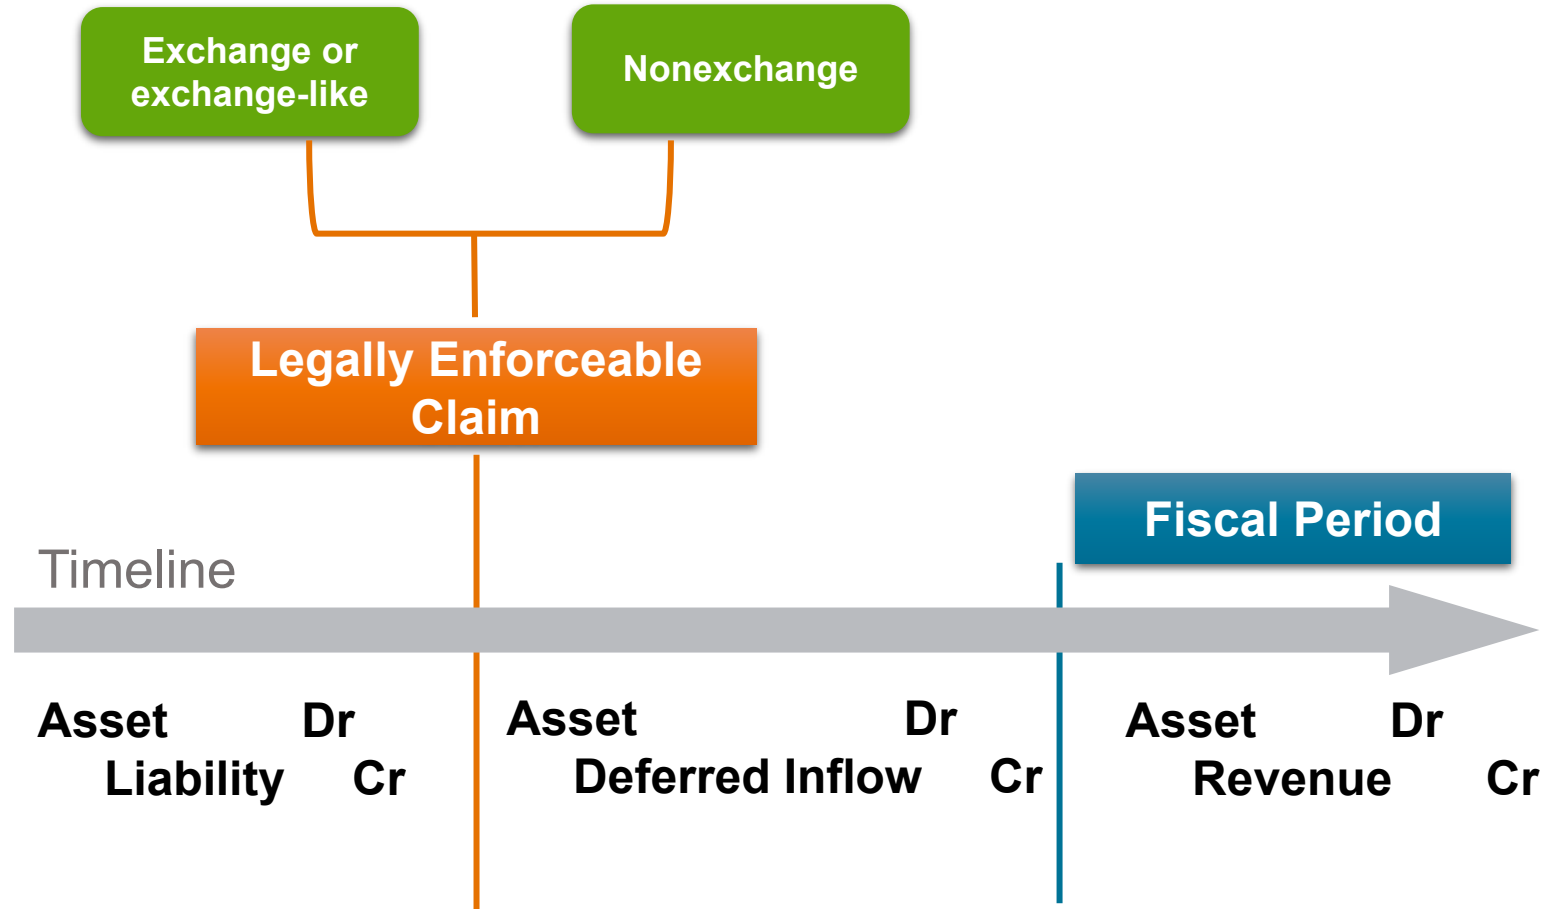 Exchange or
exchange-like
Nonexchange
Legally Enforceable
Claim
Fiscal Period
Timeline
Asset Dr
Liability Cr
Asset Dr
Deferred Inflow Cr
Asset Dr
Revenue Cr